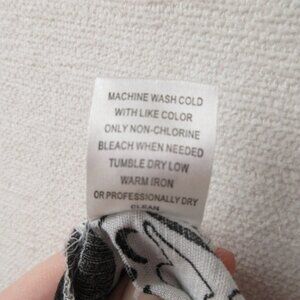 MACHINE WASH COLD
WITH LIKE COLOR
ONLY NON-CHLORINE
BLEACH WHEN NEEDED
TUMBLE DRY LOW
WARM IRON
OR PROFESSIONALLY DRY
CLEAN